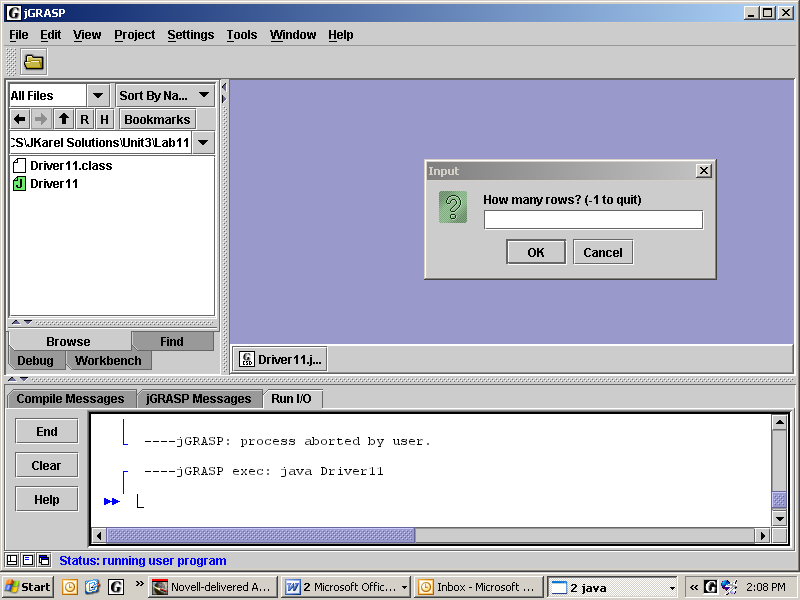 jGRASP
File Edit View Project Settings Tools Window Help
All Files Sort By Na...
R H Bookmarks
CS\JKarel Solutions\Unit3\Lab11
Driver11.class
Driver11
Input
How many rows? (-1 to quit)
OK Cancel
Browse Find
Debug Workbench
Driver11.j...
Compile Messages jGRASP Messages Run I/O
End
Clear
Help
----jGRASP: process aborted by user.
----jGRASP exec: java Driver11
Status: running user program
Start G » Novell-delivered A... 2 Microsoft Offic... Inbox - Microsoft ... 2 java « G 2:08 PM